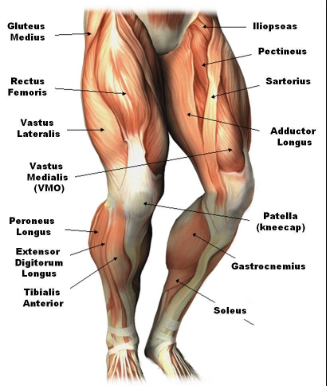 Gluteus
Medius
Rectus
Femoris
Vastus
Lateralis
Vastus
Medialis
(VMO)
Peroneus
Longus
Extensor
Digitorum
Longus
Tibialis
Anterior
Iliopsoas
Pectineus
Sartorius
Adductor
Longus
Patella
(kneecap)
Gastrocnemius
Soleus